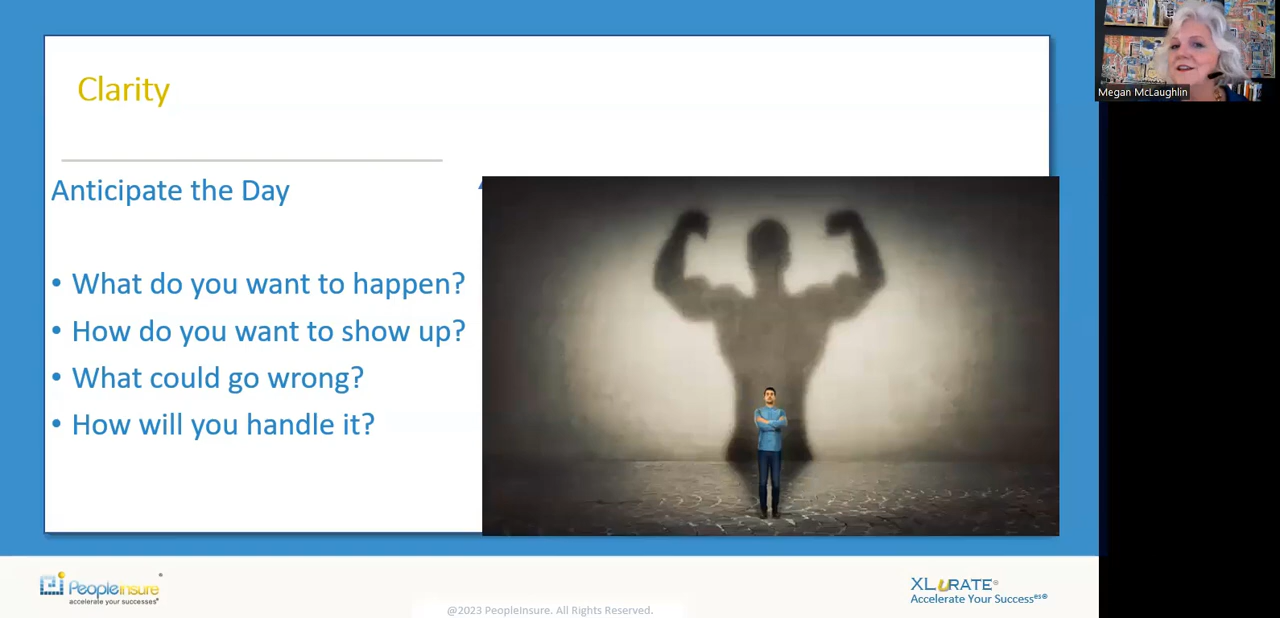 Clarity
Anticipate the Day
• What do you want to happen?
• How do you want to show up?
• What could go wrong?
• How will you handle it?
Megan McLaughlin
PeopleInsure®
accelerate your successes®
@2023 PeopleInsure. All Rights Reserved.
XLuRATE®
Accelerate Your Success^es®